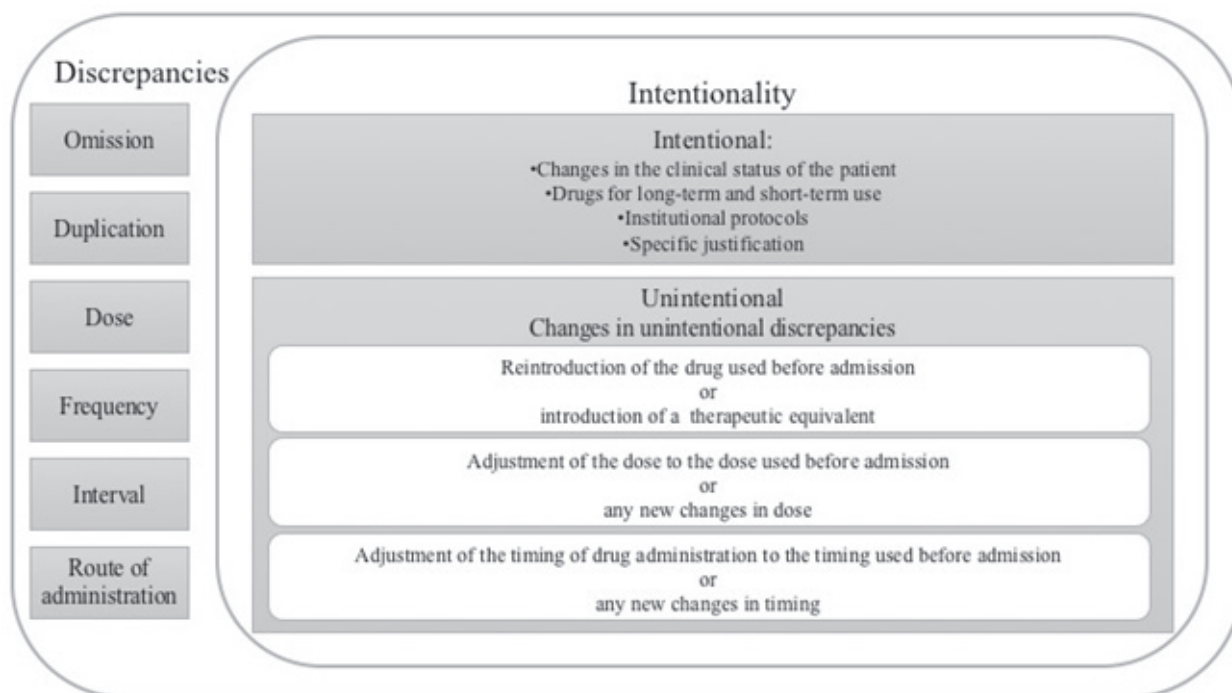 Discrepancies
Omission
Duplication
Dose
Frequency
Interval
Route of
administration
Intentionality
Intentional:
•Changes in the clinical status of the patient
•Drugs for long-term and short-term use
•Institutional protocols
•Specific justification
Unintentional
Changes in unintentional discrepancies
Reintroduction of the drug used before admission
or
introduction of a therapeutic equivalent
Adjustment of the dose to the dose used before admission
or
any new changes in dose
Adjustment of the timing of drug administration to the timing used before admission
or
any new changes in timing